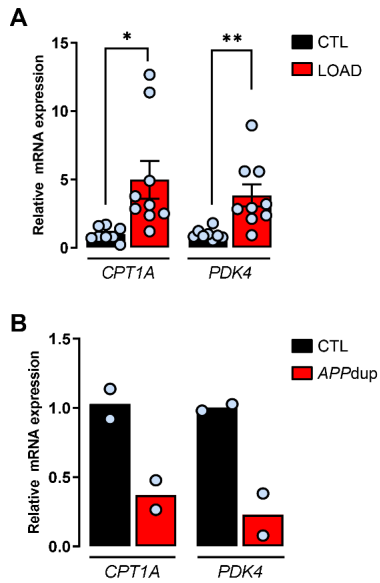 A
Relative mRNA expression
15
10
5
0
* **
CTL
LOAD
CPT1A PDK4
B
Relative mRNA expression
1.5
1.0
0.5
0.0
CTL
APPdup
CPT1A PDK4